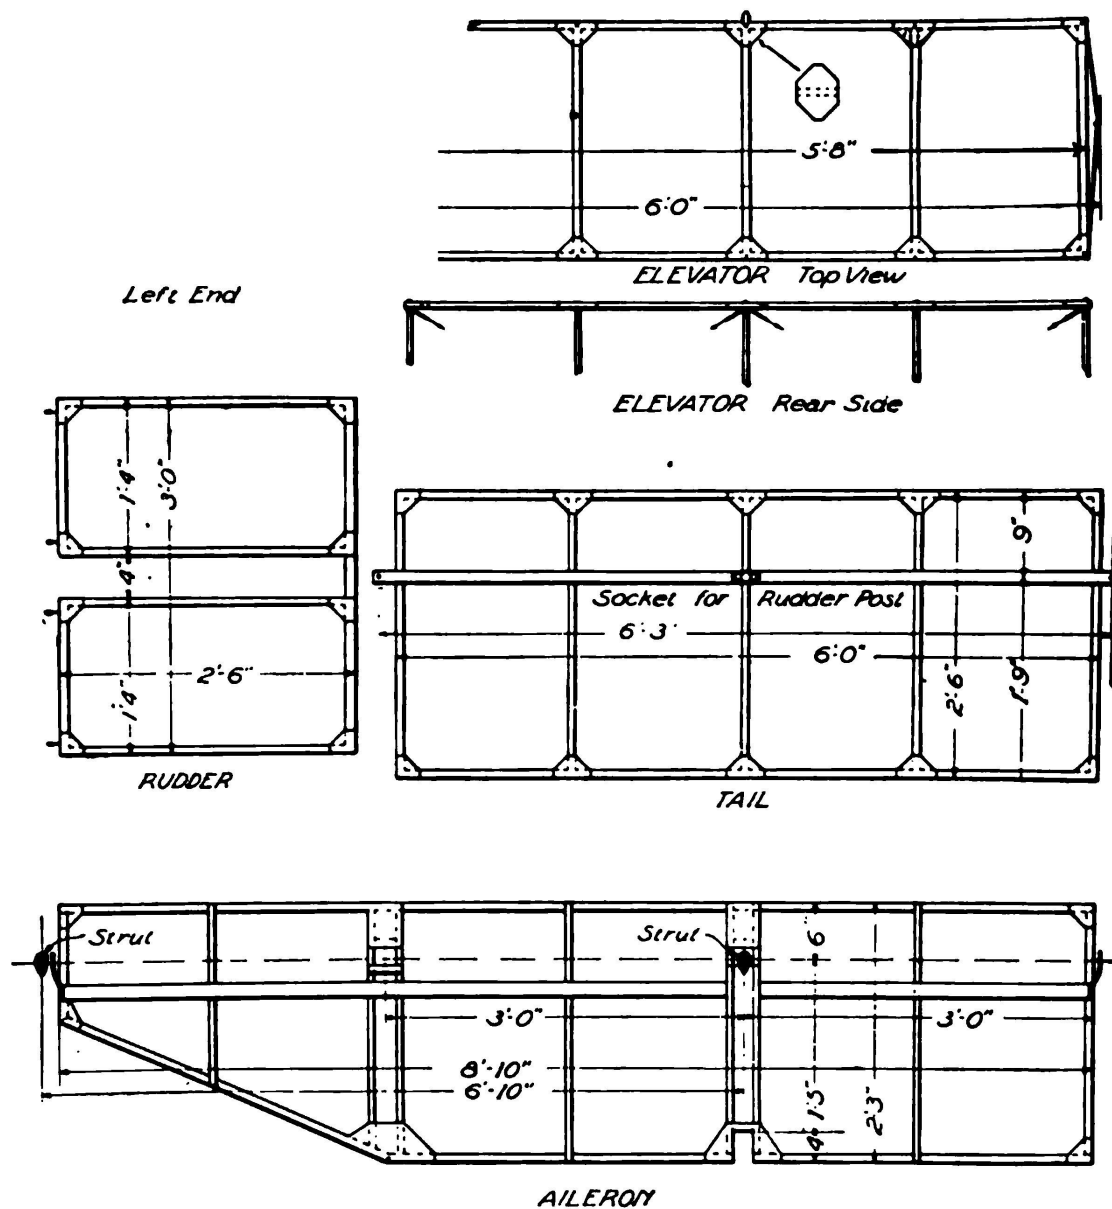 5'-8"
6'-0"
ELEVATOR Top View
Left End
ELEVATOR Rear Side
1'-4"
3'-0"
4"
2'-6"
1'-4"
RUDDER
9"
Socket for Rudder Post
6'-3'
6'-0"
2'-6"
1'-9"
TAIL
Strut
Strut
6"
3'-0"
3'-0"
8'-10"
6'-10"
4"
1'-5"
2'-3"
AILERON